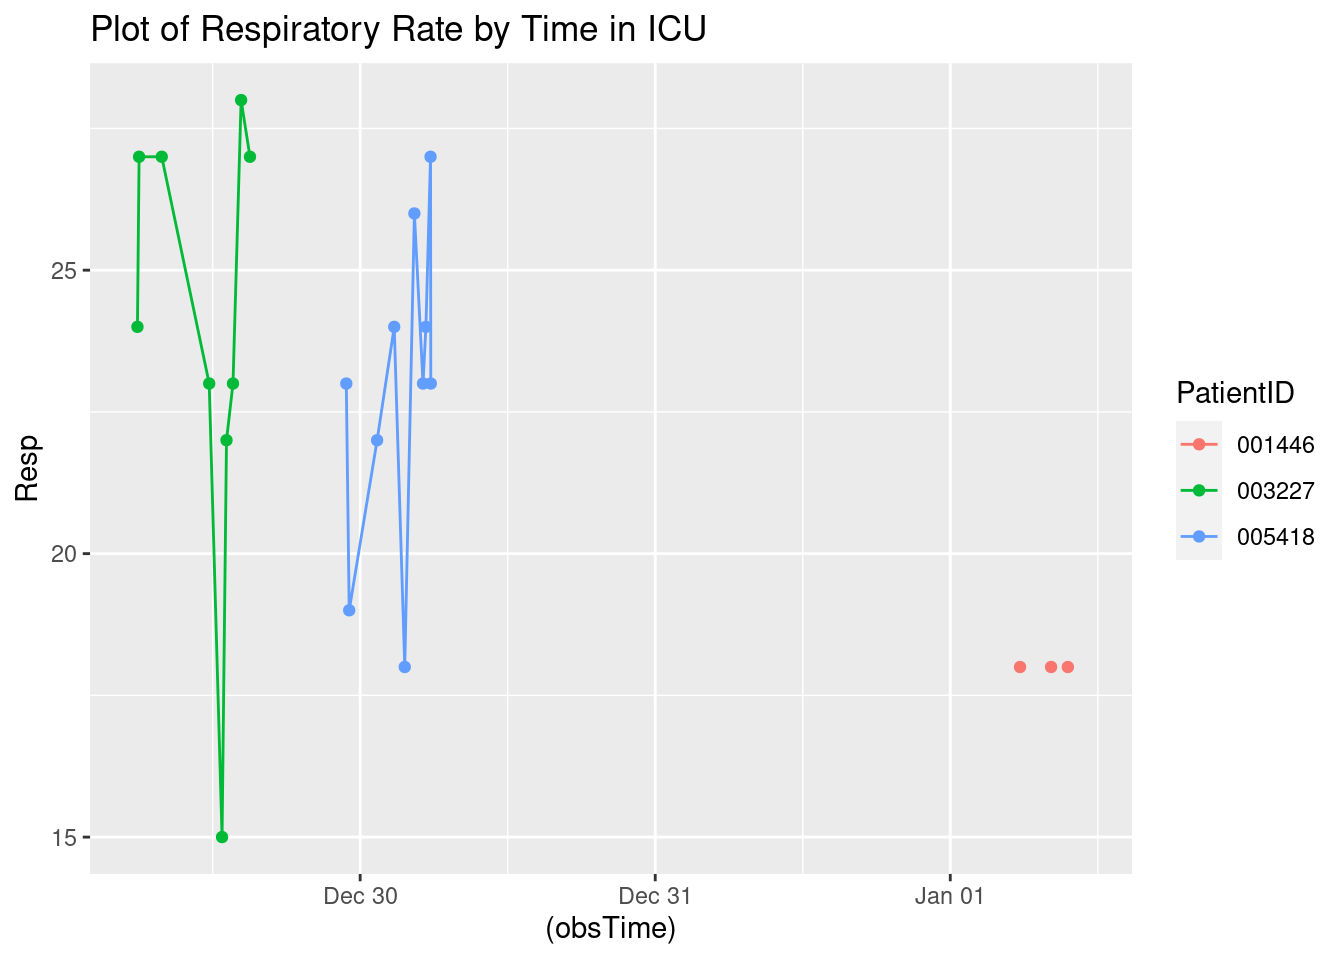 Plot of Respiratory Rate by Time in ICU
Resp
25
20
15
Dec 30
Dec 31
Jan 01
(obsTime)
PatientID
001446
003227
005418